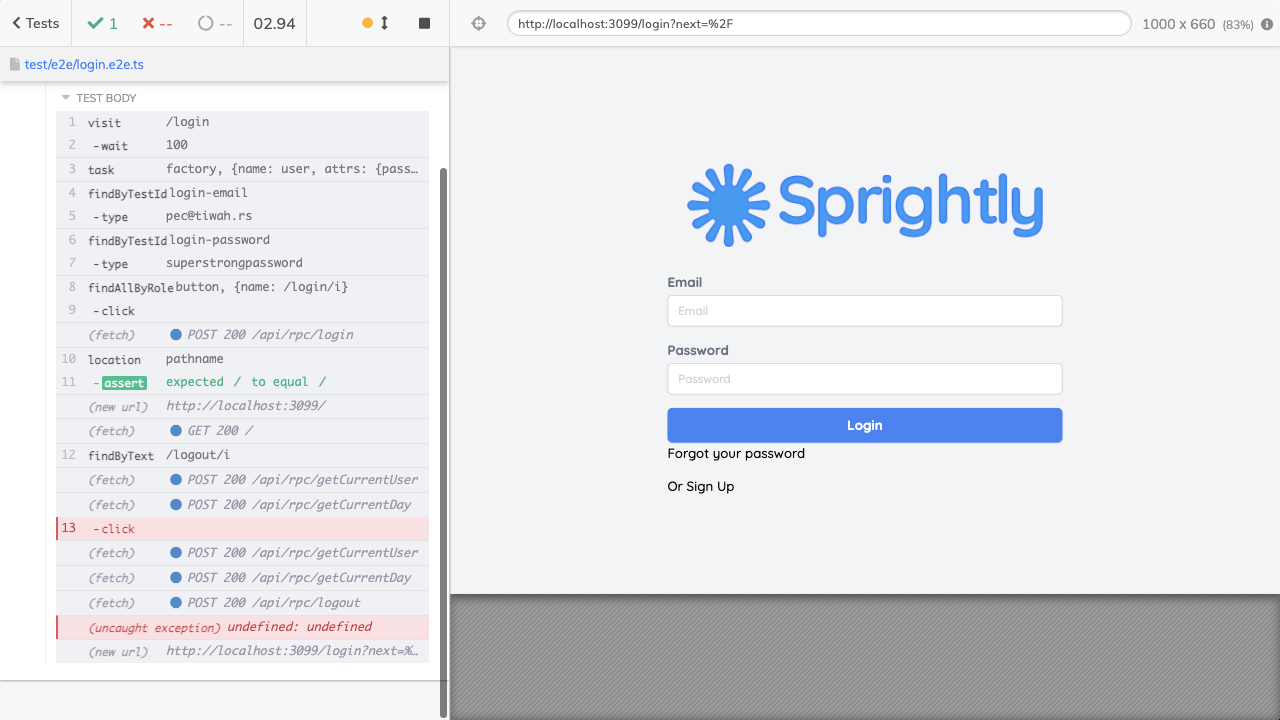 Tests
1
--
--
02.94
http://localhost:3099/login?next=%2F
1000 x 660 (83%)
test/e2e/login.e2e.ts
TEST BODY
1 visit /login
2 -wait 100
3 task factory, {name: user, attrs: {pass…
4 findByTestId login-email
5 -type pec@tiwah.rs
6 findByTestId login-password
7 -type superstrongpassword
8 findAllByRole button, {name: /login/i}
9 -click
(fetch) POST 200 /api/rpc/login
10 location pathname
11 -assert expected / to equal /
(new url) http://localhost:3099/
(fetch) GET 200 /
12 findByText /logout/i
(fetch) POST 200 /api/rpc/getCurrentUser
(fetch) POST 200 /api/rpc/getCurrentDay
13 -click
(fetch) POST 200 /api/rpc/getCurrentUser
(fetch) POST 200 /api/rpc/getCurrentDay
(fetch) POST 200 /api/rpc/logout
(uncaught exception) undefined: undefined
(new url) http://localhost:3099/login?next=%…
Sprightly
Email
Email
Password
Password
Login
Forgot your password
Or Sign Up